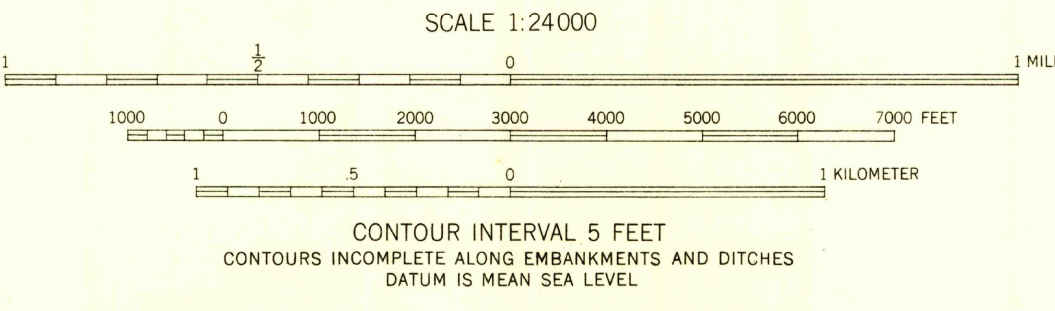 SCALE 1:24000
1 1/2 0 1 MILE
1000 0 1000 2000 3000 4000 5000 6000 7000 FEET
1 .5 0 1 KILOMETER
CONTOUR INTERVAL 5 FEET
CONTOURS INCOMPLETE ALONG EMBANKMENTS AND DITCHES
DATUM IS MEAN SEA LEVEL